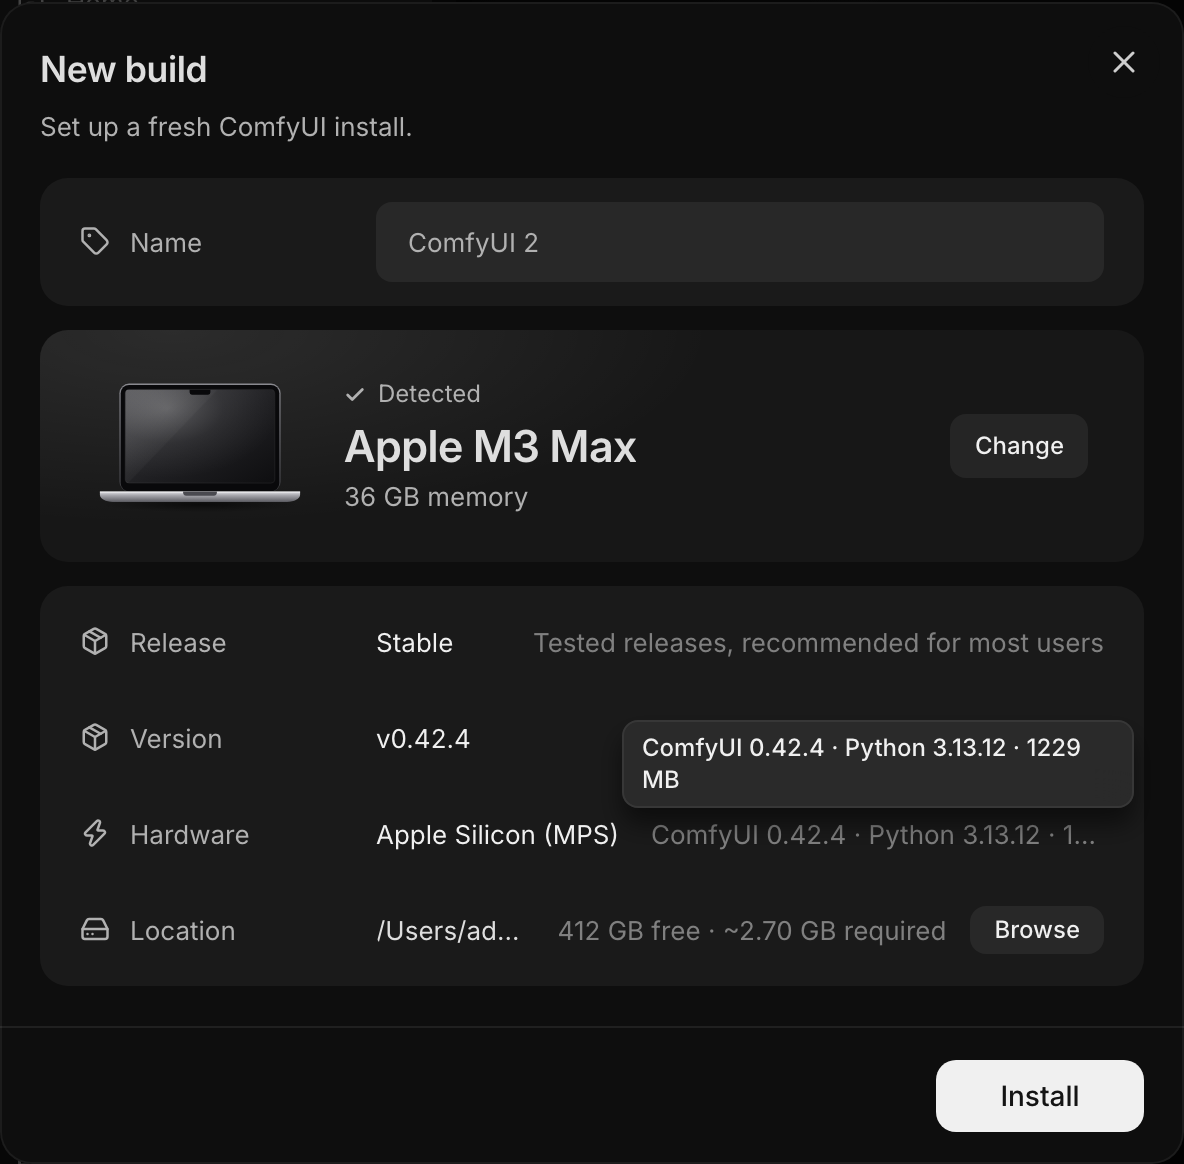 New build
Set up a fresh ComfyUI install.
Name
ComfyUI 2
Detected
Apple M3 Max
36 GB memory
Change
Release
Stable
Tested releases, recommended for most users
Version
v0.42.4
ComfyUI 0.42.4 · Python 3.13.12 · 1229
MB
Hardware
Apple Silicon (MPS)
ComfyUI 0.42.4 · Python 3.13.12 · 1...
Location
/Users/ad...
412 GB free · ~2.70 GB required
Browse
Install